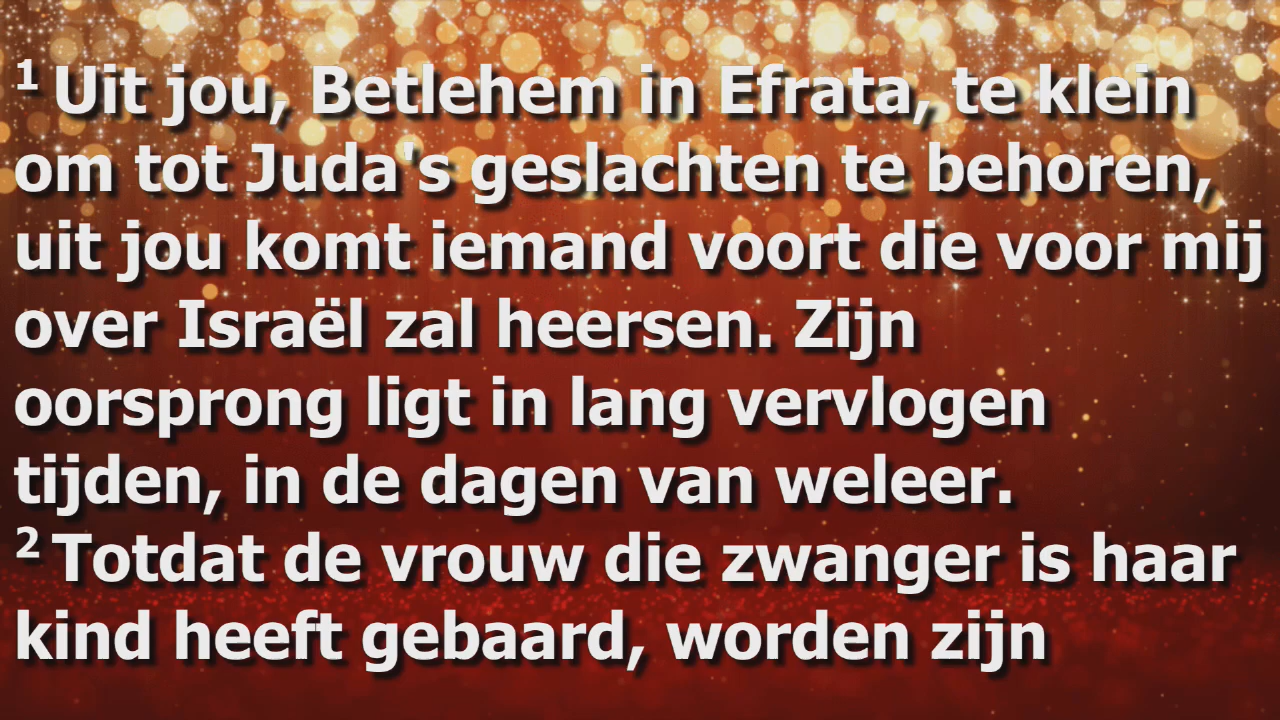 1 Uit jou, Betlehem in Efrata, te klein
om tot Juda's geslachten te behoren,
uit jou komt iemand voort die voor mij
over Israël zal heersen. Zijn
oorsprong ligt in lang vervlogen
tijden, in de dagen van weleer.
2 Totdat de vrouw die zwanger is haar
kind heeft gebaard, worden zijn